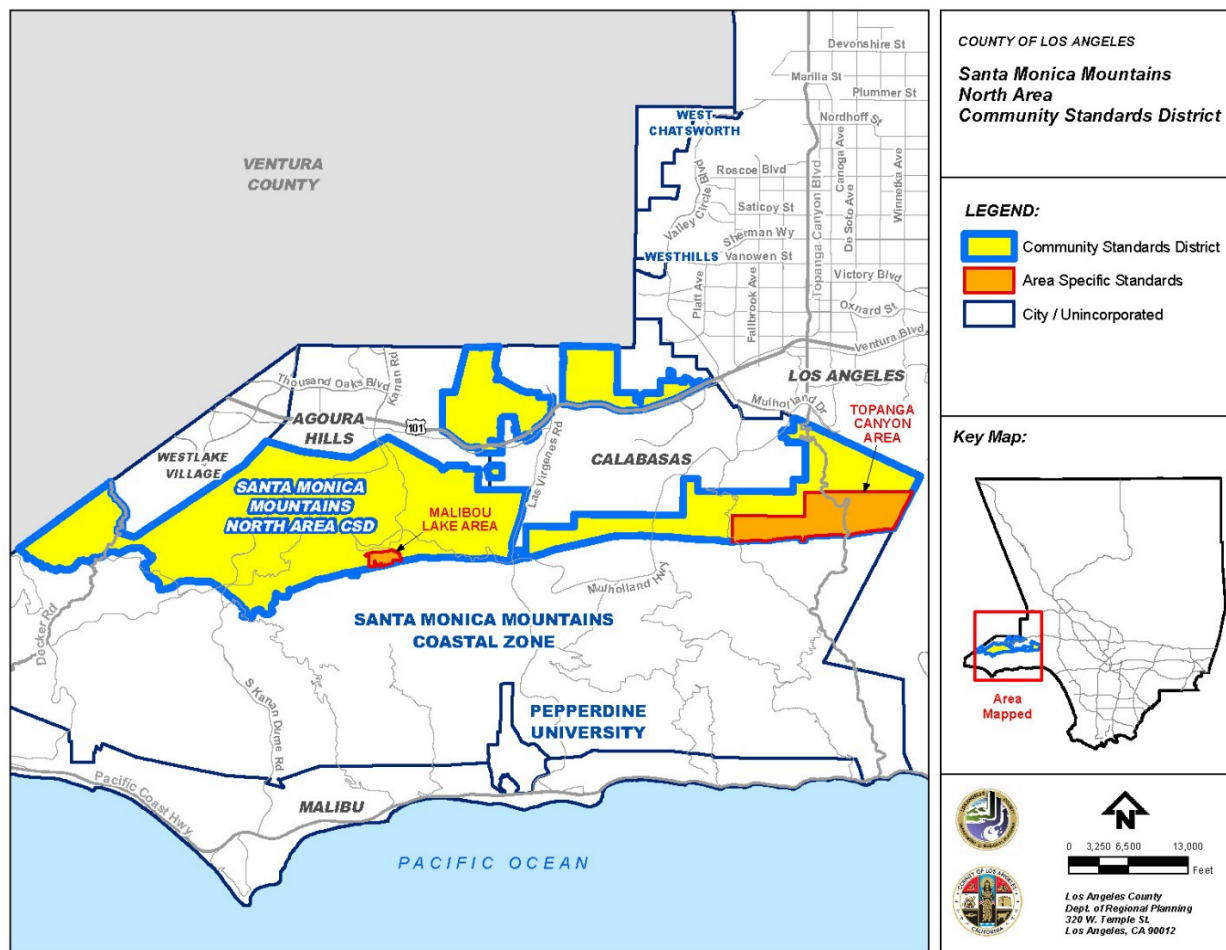 COUNTY OF LOS ANGELES
Santa Monica Mountains
North Area
Community Standards District
LEGEND:
Community Standards District
Area Specific Standards
City / Unincorporated
Key Map:
Area
Mapped
N
0 3,250 6,500 13,000
Feet
Los Angeles County
Dept. of Regional Planning
320 W. Temple St.
Los Angeles, CA 90012
Devonshire St
Marilla St
Plummer St
Nordhoff St
WEST
CHATSWORTH
VENTURA
COUNTY
Roscoe Blvd
Valley Circle Blvd
Topanga Canyon Blvd
Canoga Ave
De Soto Ave
Winnetka Ave
Saticoy St
Sherman Wy
WESTHILLS
Vanowen St
Victory Blvd
Platt Ave
Fallbrook Ave
Oxnard St
Ventura Blvd
Kanan Rd
Thousand Oaks Blvd
LOS ANGELES
Mulholland Dr
AGOURA
HILLS
101
TOPANGA
CANYON
AREA
WESTLAKE
VILLAGE
Las Virgenes Rd
CALABASAS
SANTA MONICA
MOUNTAINS
NORTH AREA CSD
MALIBOU
LAKE AREA
Mulholland Hwy
Decker Rd
SANTA MONICA MOUNTAINS
COASTAL ZONE
S Kanan Dume Rd
PEPPERDINE
UNIVERSITY
Pacific Coast Hwy
MALIBU
PACIFIC OCEAN